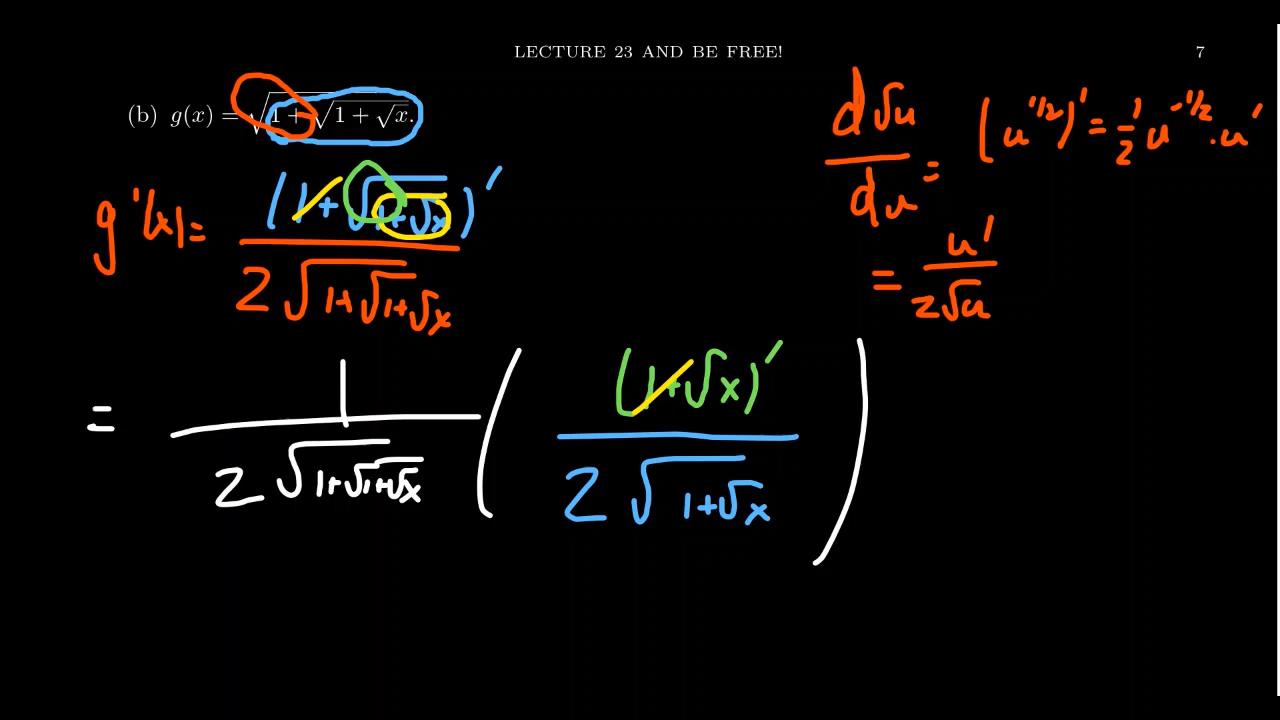 LECTURE 23 AND BE FREE! 7
(b) g(x) = √(1 + √(1 + √x)).
d√u/du = (u^{1/2})' = 1/2 u^{-1/2} · u'
= u'/(2√u)
g'(x) = (1 + √(1+√x))' / (2√(1+√(1+√x)))
= 1/(2√(1+√(1+√x))) ( (1+√x)' / (2√(1+√x)) )